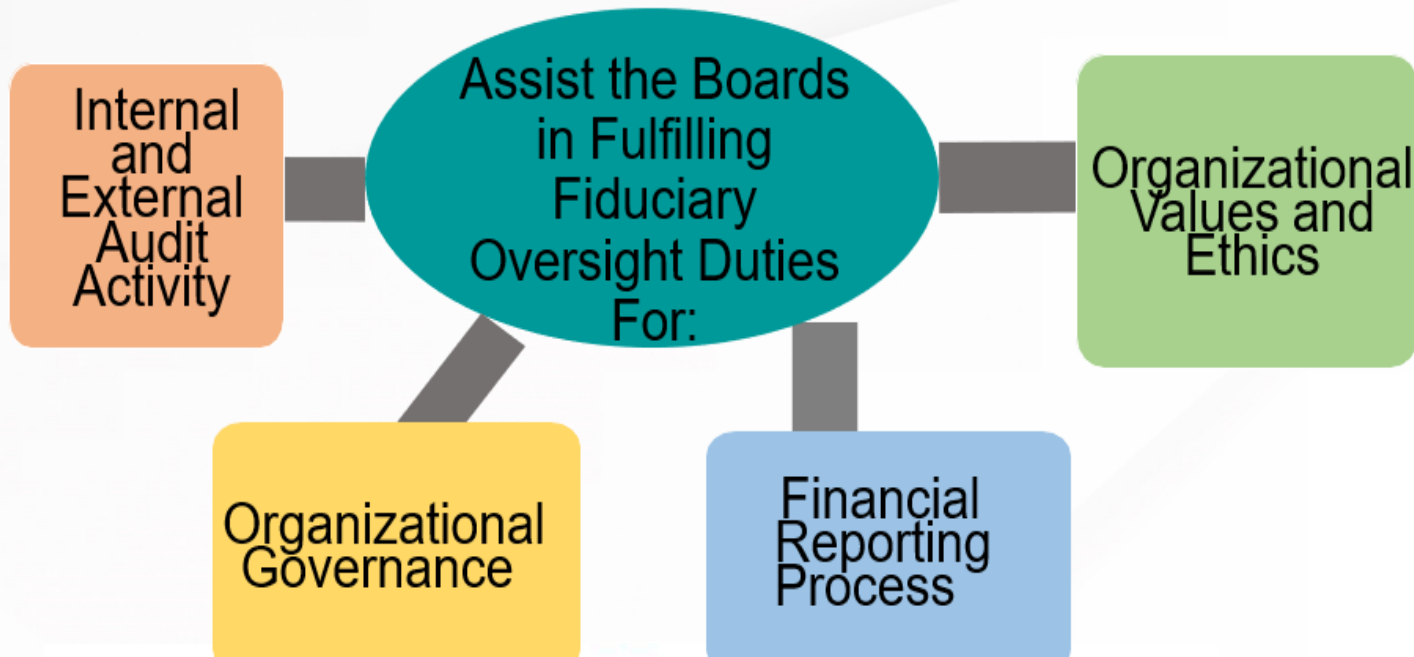 Assist the Boards
in Fulfilling
Fiduciary
Oversight Duties
For:
Internal
and
External
Audit
Activity
Organizational
Values and
Ethics
Organizational
Governance
Financial
Reporting
Process